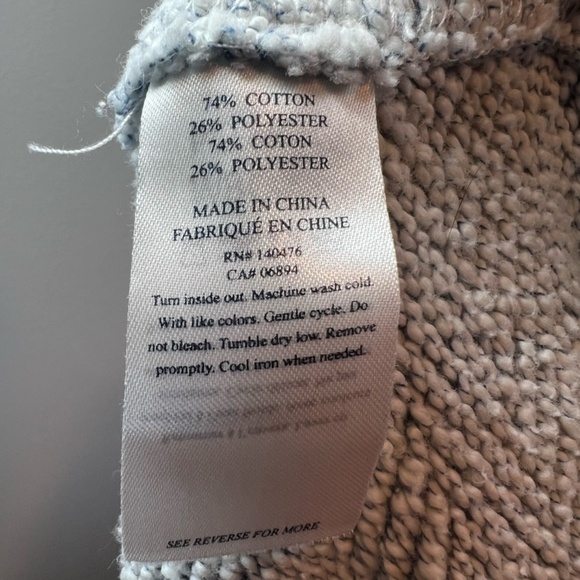 74% COTTON
26% POLYESTER
74% COTON
26% POLYESTER
MADE IN CHINA
FABRIQUÉ EN CHINE
RN# 140476
CA# 06894
Turn inside out. Machine wash cold.
With like colors. Gentle cycle. Do
not bleach. Tumble dry low. Remove
promptly. Cool iron when needed.
SEE REVERSE FOR MORE